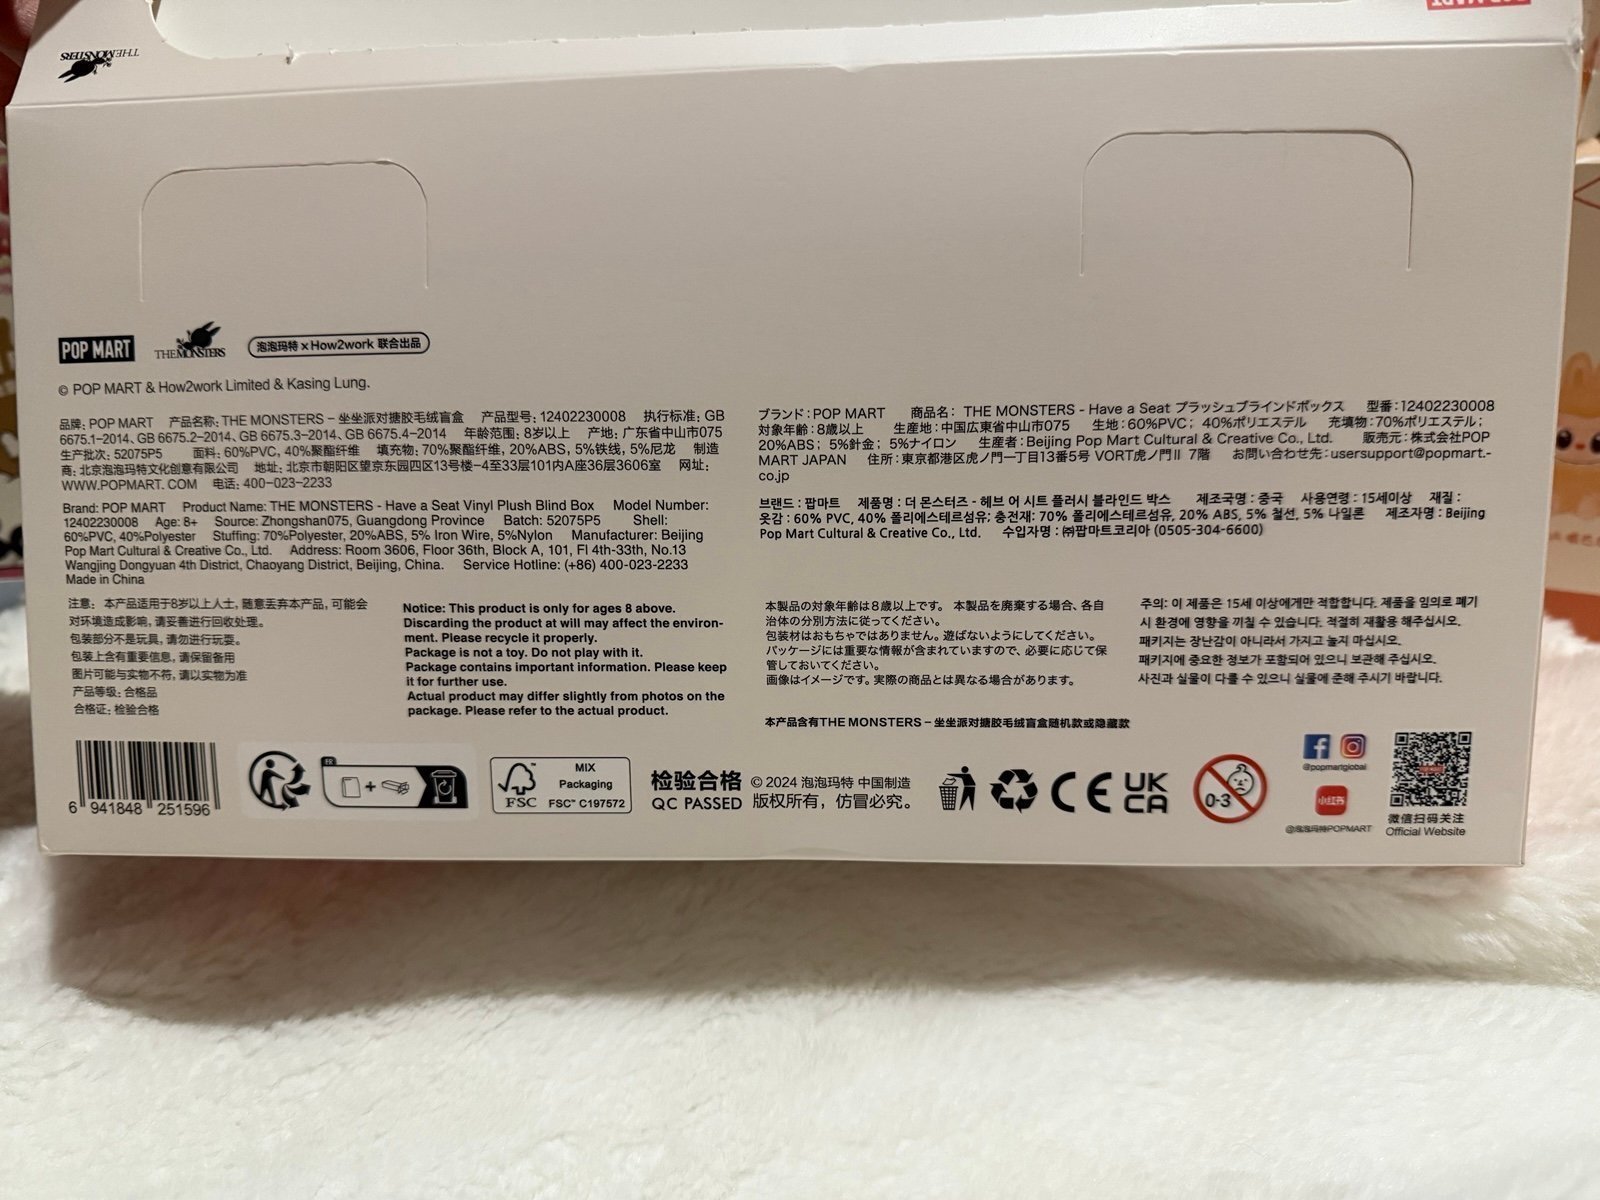 THE MONSTERS
POP MART
POP MART
THE MONSTERS
泡泡玛特 x How2work 联合出品
© POP MART & How2work Limited & Kasing Lung.
品牌: POP MART 产品名称: THE MONSTERS – 坐坐派对搪胶毛绒盲盒 产品型号: 12402230008 执行标准: GB
6675.1–2014、GB 6675.2–2014、GB 6675.3–2014、GB 6675.4–2014 年龄范围: 8岁以上 产地: 广东省中山市075
生产批次: 52075P5 面料: 60%PVC, 40%聚酯纤维 填充物: 70%聚酯纤维, 20%ABS, 5%铁线, 5%尼龙 制造
商: 北京泡泡玛特文化创意有限公司 地址: 北京市朝阳区望京东园四区13号楼–4至33层101内A座36层3606室 网址:
WWW.POPMART. COM 电话: 400–023–2233
Brand: POP MART Product Name: THE MONSTERS - Have a Seat Vinyl Plush Blind Box Model Number:
12402230008 Age: 8+ Source: Zhongshan075, Guangdong Province Batch: 52075P5 Shell:
60%PVC, 40%Polyester Stuffing: 70%Polyester, 20%ABS, 5% Iron Wire, 5%Nylon Manufacturer: Beijing
Pop Mart Cultural & Creative Co., Ltd. Address: Room 3606, Floor 36th, Block A, 101, Fl 4th-33th, No.13
Wangjing Dongyuan 4th District, Chaoyang District, Beijing, China. Service Hotline: (+86) 400-023-2233
Made in China
ブランド: POP MART 商品名: THE MONSTERS - Have a Seat プラッシュブラインドボックス 型番: 12402230008
対象年齢: 8歳以上 生産地: 中国広東省中山市075 生地: 60%PVC; 40%ポリエステル 充填物: 70%ポリエステル;
20%ABS; 5%針金; 5%ナイロン 生産者: Beijing Pop Mart Cultural & Creative Co., Ltd. 販売元: 株式会社POP
MART JAPAN 住所: 東京都港区虎ノ門一丁目13番5号 VORT虎ノ門Ⅱ 7階 お問い合わせ先: usersupport@popmart.-
co.jp
브랜드 : 팝마트 제품명 : 더 몬스터즈 - 헤브 어 시트 플러시 블라인드 박스 제조국명 : 중국 사용연령 : 15세이상 재질 :
옷감 : 60% PVC, 40% 폴리에스테르섬유; 충전재: 70% 폴리에스테르섬유, 20% ABS, 5% 철선, 5% 나일론 제조자명 : Beijing
Pop Mart Cultural & Creative Co., Ltd. 수입자명 : ㈜팝마트코리아 (0505-304-6600)
注意: 本产品适用于8岁以上人士, 随意丢弃本产品, 可能会
对环境造成影响, 请妥善进行回收处理。
包装部分不是玩具, 请勿进行玩耍。
包装上含有重要信息, 请保留备用
图片可能与实物不符, 请以实物为准
产品等级: 合格品
合格证: 检验合格
Notice: This product is only for ages 8 above.
Discarding the product at will may affect the environ-
ment. Please recycle it properly.
Package is not a toy. Do not play with it.
Package contains important information. Please keep
it for further use.
Actual product may differ slightly from photos on the
package. Please refer to the actual product.
本製品の対象年齢は8歳以上です。 本製品を廃棄する場合、各自
治体の分別方法に従ってください。
包装材はおもちゃではありません。遊ばないようにしてください。
パッケージには重要な情報が含まれていますので、必要に応じて保
管しておいてください。
画像はイメージです。実際の商品とは異なる場合があります。
주의: 이 제품은 15세 이상에게만 적합합니다. 제품을 임의로 폐기
시 환경에 영향을 끼칠 수 있습니다. 적절히 재활용 해주십시오.
패키지는 장난감이 아니라서 가지고 놀지 마십시오.
패키지에 중요한 정보가 포함되어 있으니 보관해 주십시오.
사진과 실물이 다를 수 있으니 실물에 준해 주시기 바랍니다.
本产品含有THE MONSTERS – 坐坐派对搪胶毛绒盲盒随机款或隐藏款
6 941848 251596
FR
FSC
MIX
Packaging
FSC® C197572
检验合格
QC PASSED
© 2024 泡泡玛特 中国制造
版权所有, 仿冒必究。
CE
UK
CA
0-3
@popmartglobal
小红书
@泡泡玛特POPMART
微信扫码关注
Official Website